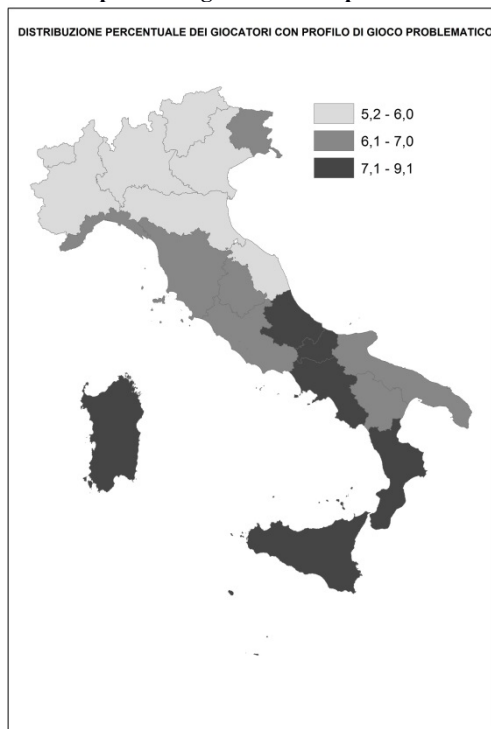 DISTRIBUZIONE PERCENTUALE DEI GIOCATORI CON PROFILO DI GIOCO PROBLEMATICO
5,2 - 6,0
6,1 - 7,0
7,1 - 9,1